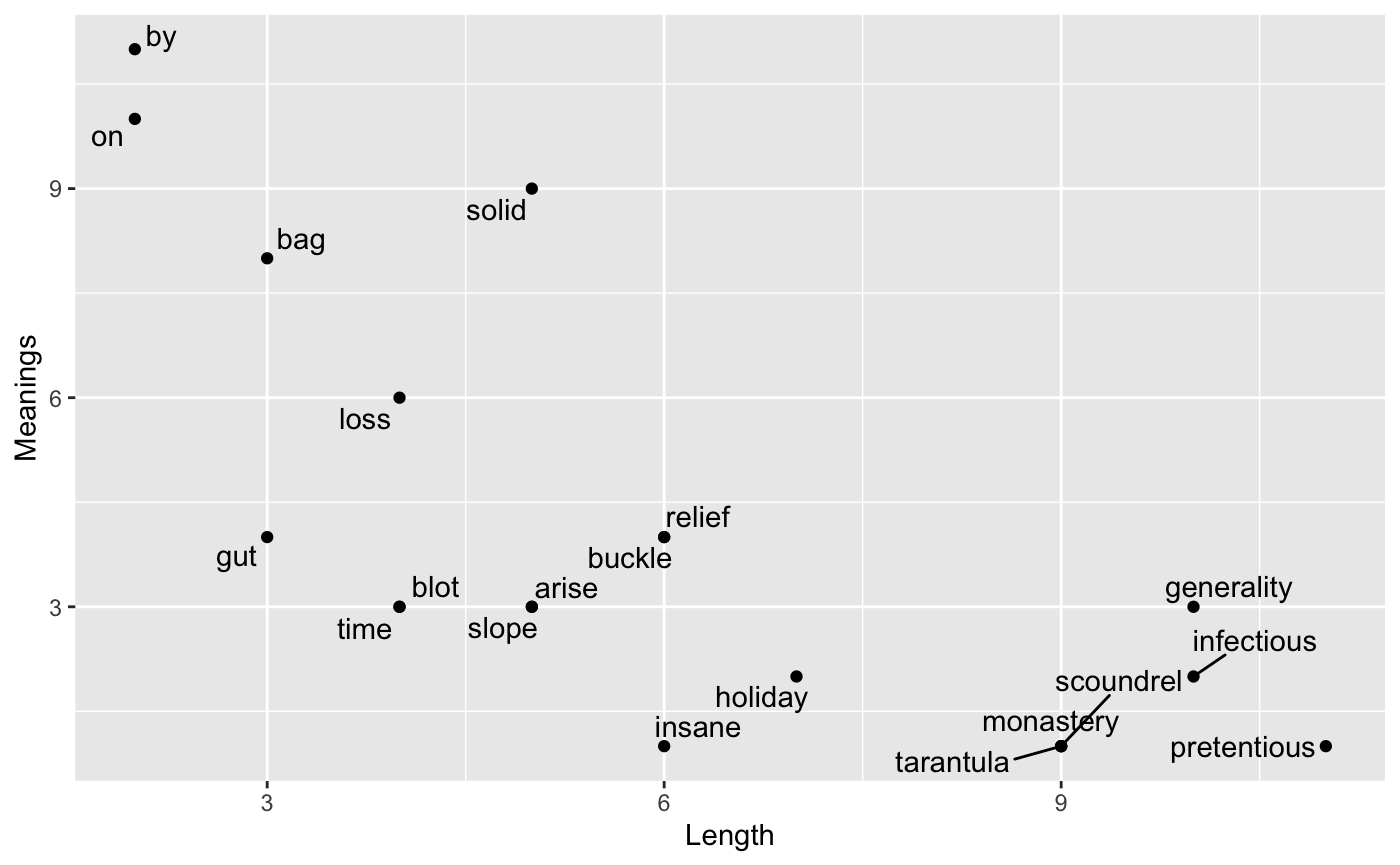 by
on
9
solid
bag
Meanings
6
loss
relief
gut
buckle
blot
arise
generality
3
time
slope
infectious
scoundrel
holiday
monastery
insane
pretentious
tarantula
3
6
9
Length